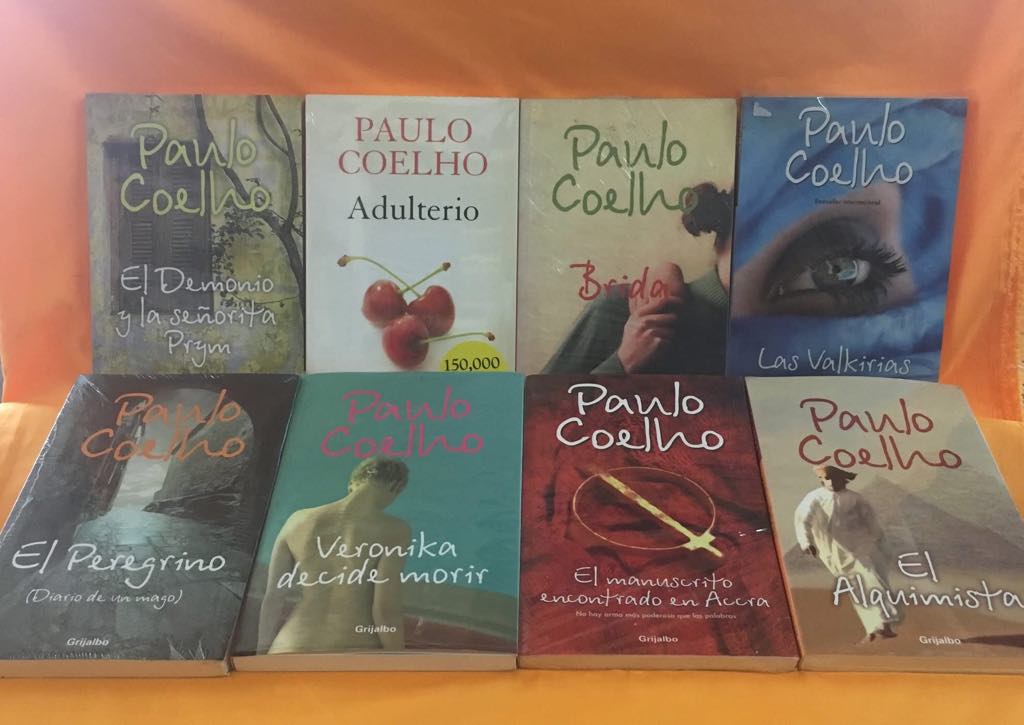 Paulo
Coelho
El Demonio
y la señorita
Prym
PAULO
COELHO
Adulterio
150,000
Paulo
Coelho
Brida
Paulo
Coelho
Bestseller internacional
Las Valkirias
Paulo
Coelho
El Peregrino
(Diario de un mago)
Grijalbo
Paulo
Coelho
Veronika
decide morir
Grijalbo
Paulo
Coelho
El manuscrito
encontrado en Accra
No hay arma más poderosa que las palabras
Grijalbo
Paulo
Coelho
El
Alquimista
Grijalbo